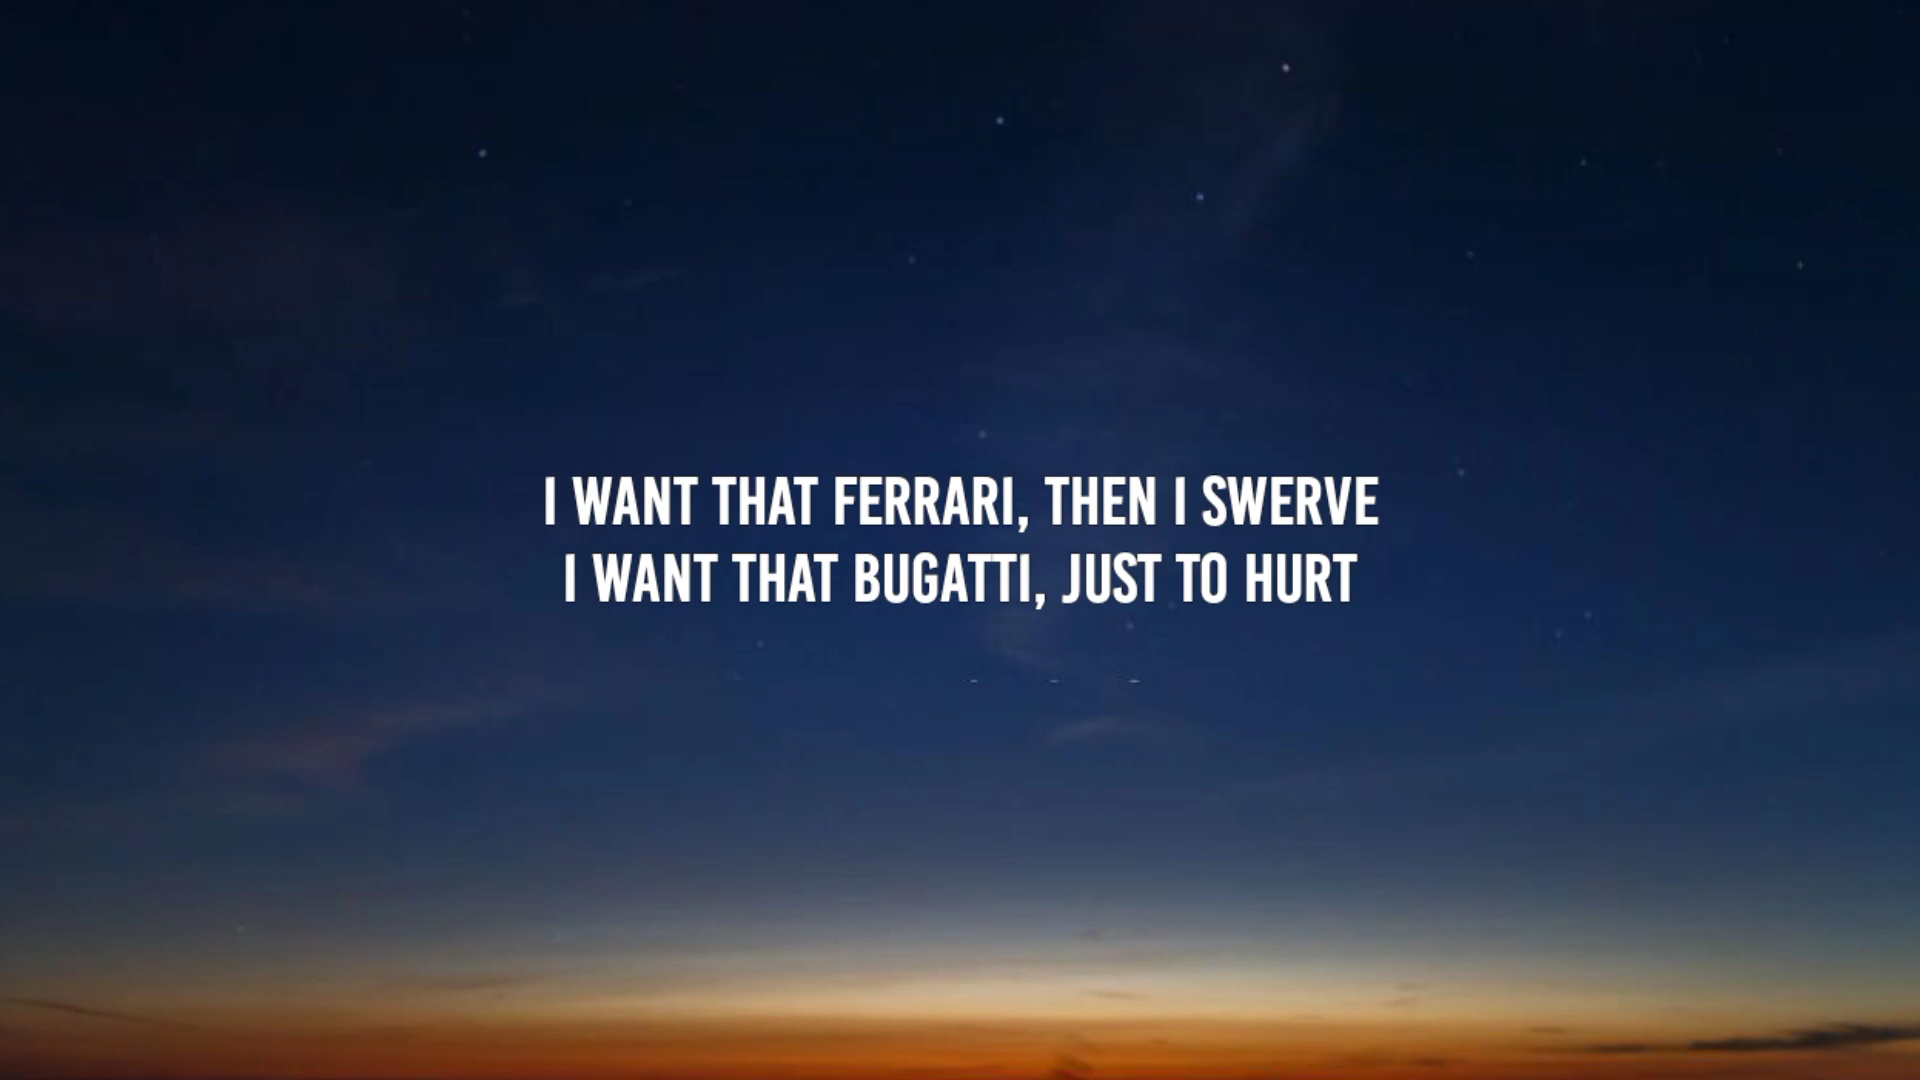 I WANT THAT FERRARI, THEN I SWERVE
I WANT THAT BUGATTI, JUST TO HURT